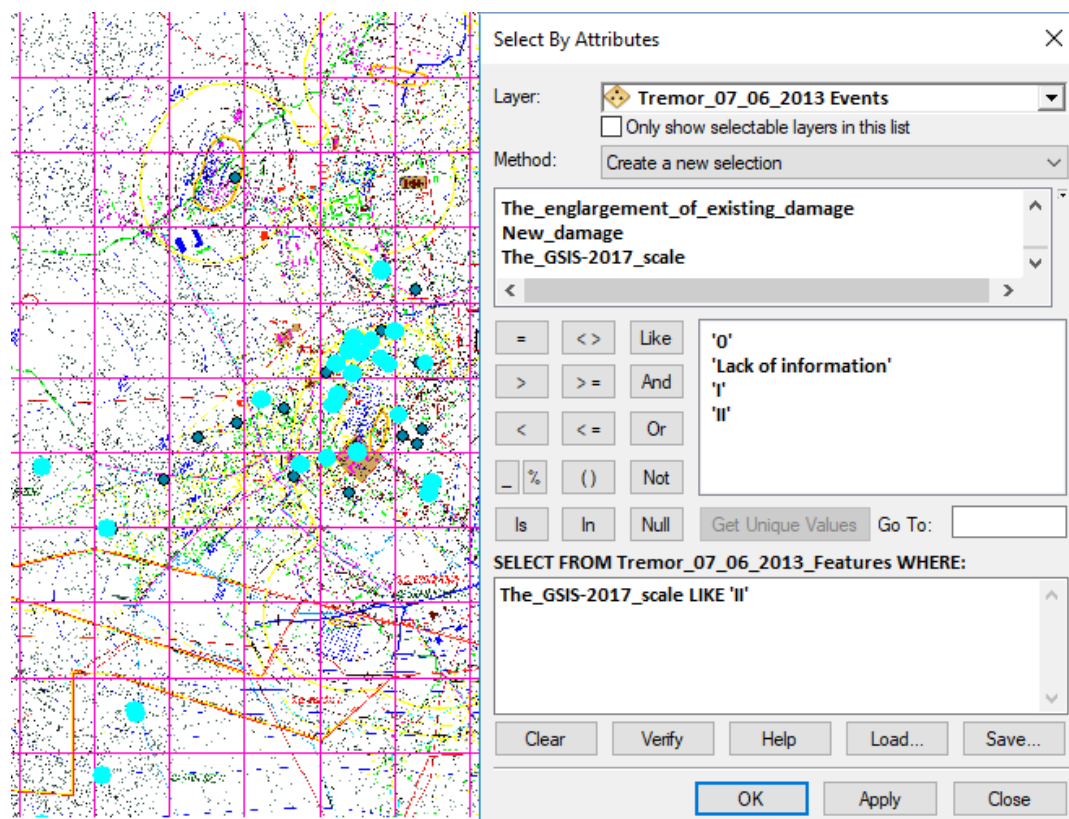 Select By Attributes
Layer:
Tremor_07_06_2013 Events
Only show selectable layers in this list
Method:
Create a new selection
The_englargement_of_existing_damage
New_damage
The_GSIS-2017_scale
= < > Like
> > = And
< < = Or
_ % ( ) Not
Is In Null
'0'
'Lack of information'
'I'
'II'
Get Unique Values Go To:
SELECT FROM Tremor_07_06_2013_Features WHERE:
The_GSIS-2017_scale LIKE 'II'
Clear Verify Help Load... Save...
OK Apply Close